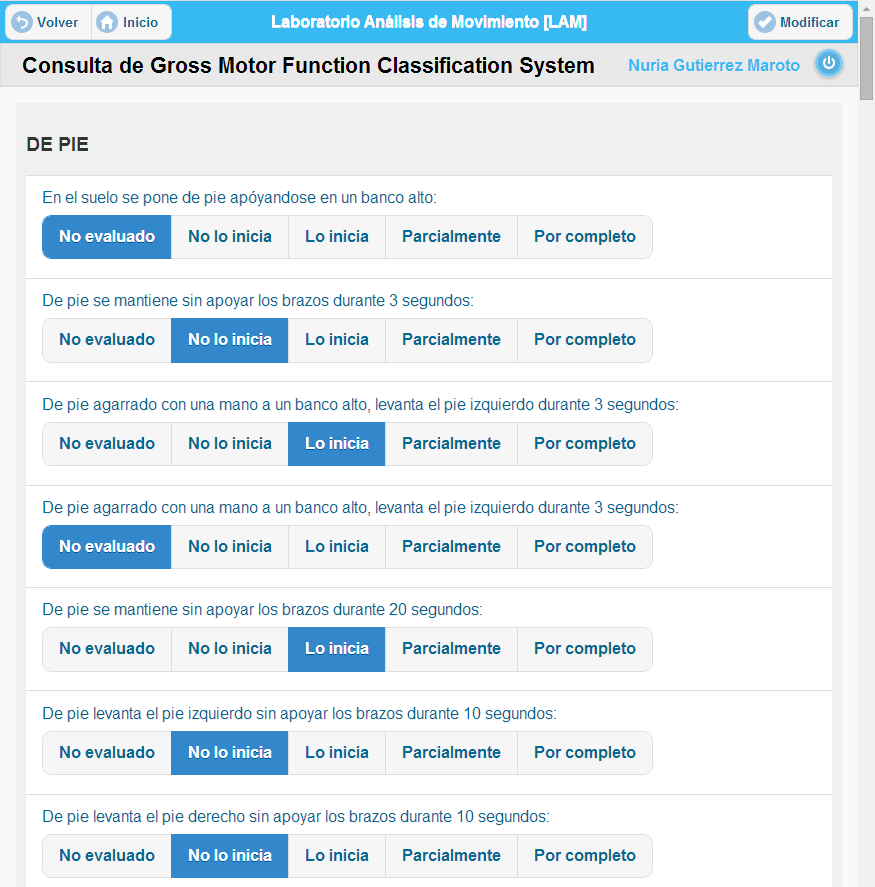 Volver Inicio Laboratorio Análisis de Movimiento [LAM] Modificar
Consulta de Gross Motor Function Classification System Nuria Gutierrez Maroto
DE PIE
En el suelo se pone de pie apóyandose en un banco alto:
No evaluado No lo inicia Lo inicia Parcialmente Por completo
De pie se mantiene sin apoyar los brazos durante 3 segundos:
No evaluado No lo inicia Lo inicia Parcialmente Por completo
De pie agarrado con una mano a un banco alto, levanta el pie izquierdo durante 3 segundos:
No evaluado No lo inicia Lo inicia Parcialmente Por completo
De pie agarrado con una mano a un banco alto, levanta el pie izquierdo durante 3 segundos:
No evaluado No lo inicia Lo inicia Parcialmente Por completo
De pie se mantiene sin apoyar los brazos durante 20 segundos:
No evaluado No lo inicia Lo inicia Parcialmente Por completo
De pie levanta el pie izquierdo sin apoyar los brazos durante 10 segundos:
No evaluado No lo inicia Lo inicia Parcialmente Por completo
De pie levanta el pie derecho sin apoyar los brazos durante 10 segundos:
No evaluado No lo inicia Lo inicia Parcialmente Por completo